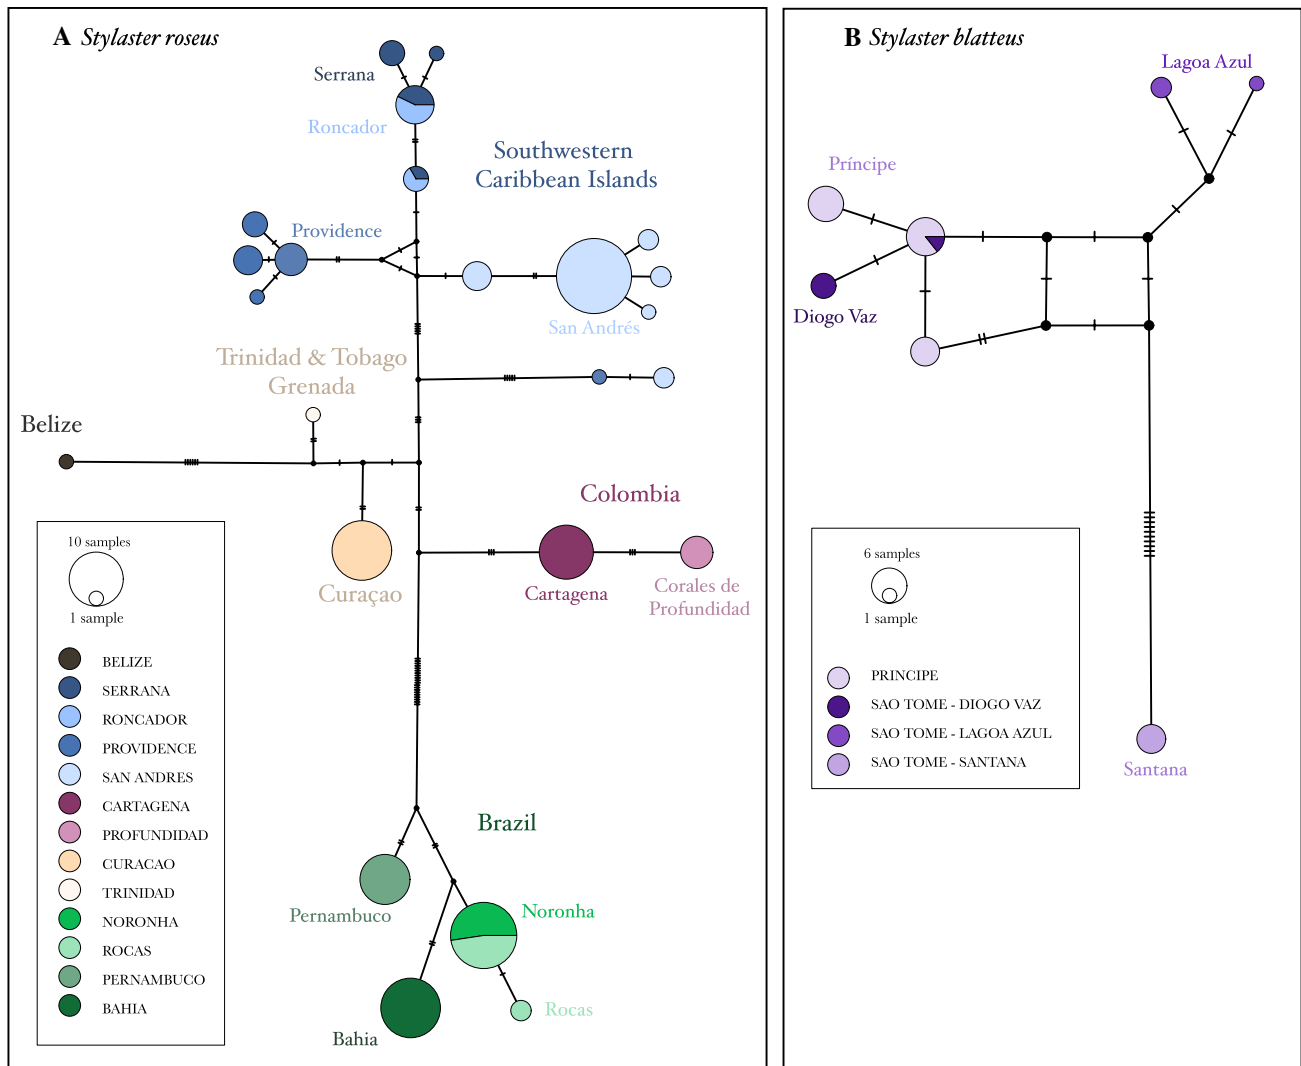 A Stylaster roseus
Serrana
Roncador
Southwestern
Caribbean Islands
Providence
San Andrés
Trinidad & Tobago
Grenada
Belize
Colombia
Curaçao
Cartagena
Corales de
Profundidad
10 samples
1 sample
BELIZE
SERRANA
RONCADOR
PROVIDENCE
SAN ANDRES
CARTAGENA
PROFUNDIDAD
CURACAO
TRINIDAD
NORONHA
ROCAS
PERNAMBUCO
BAHIA
Brazil
Pernambuco
Noronha
Rocas
Bahia
B Stylaster blatteus
Lagoa Azul
Príncipe
Diogo Vaz
6 samples
1 sample
PRINCIPE
SAO TOME - DIOGO VAZ
SAO TOME - LAGOA AZUL
SAO TOME - SANTANA
Santana